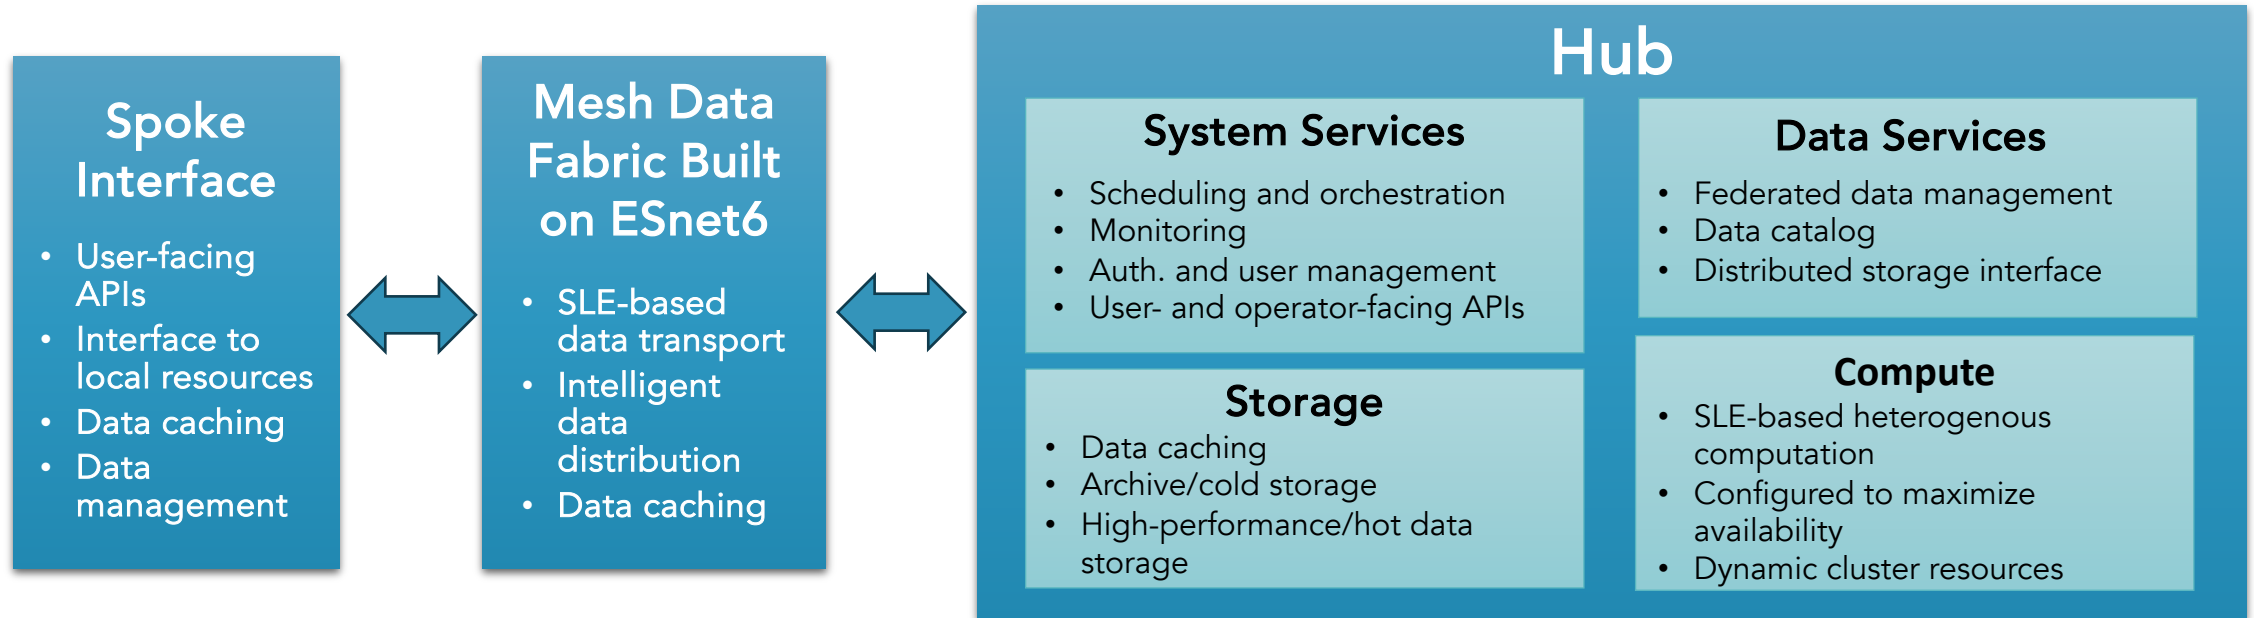 Spoke
Interface
• User-facing
APIs
• Interface to
local resources
• Data caching
• Data
management
Mesh Data
Fabric Built
on ESnet6
• SLE-based
data transport
• Intelligent
data
distribution
• Data caching
Hub
System Services
• Scheduling and orchestration
• Monitoring
• Auth. and user management
• User- and operator-facing APIs
Data Services
• Federated data management
• Data catalog
• Distributed storage interface
Storage
• Data caching
• Archive/cold storage
• High-performance/hot data
storage
Compute
• SLE-based heterogenous
computation
• Configured to maximize
availability
• Dynamic cluster resources